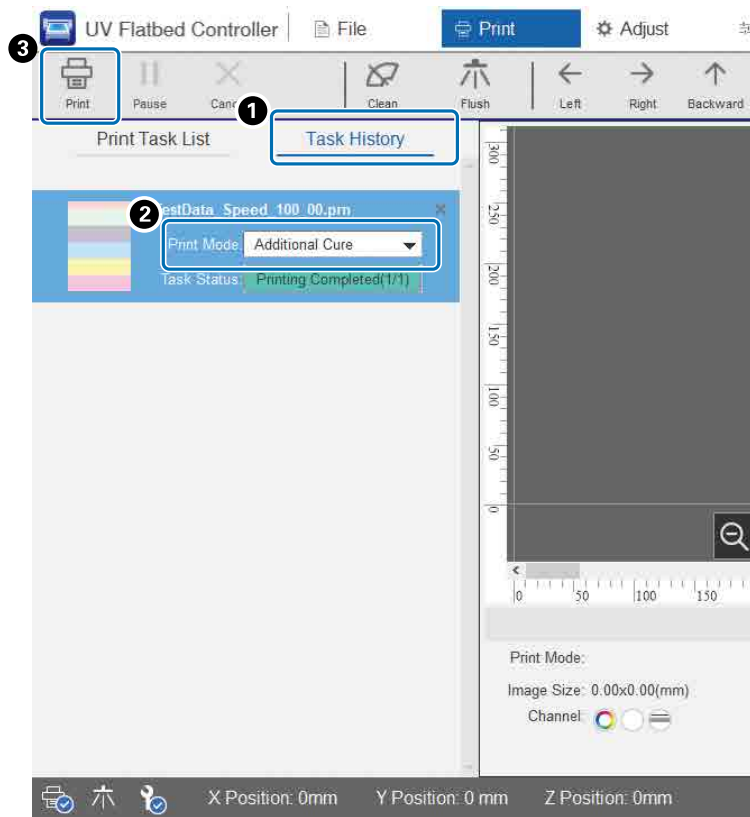 UV Flatbed Controller
File
Print
Adjust
3
Print
Pause
Clean
Flush
Left
Right
Backward
1
Print Task List
Task History
2
estData_Speed_100_00.prn
Print Mode: Additional Cure
Task Status: Printing Completed(1/1)
300
250
200
150
100
50
0
0 50 100 150
Print Mode:
Image Size: 0.00x0.00(mm)
Channel:
X Position: 0mm Y Position: 0 mm Z Position: 0mm